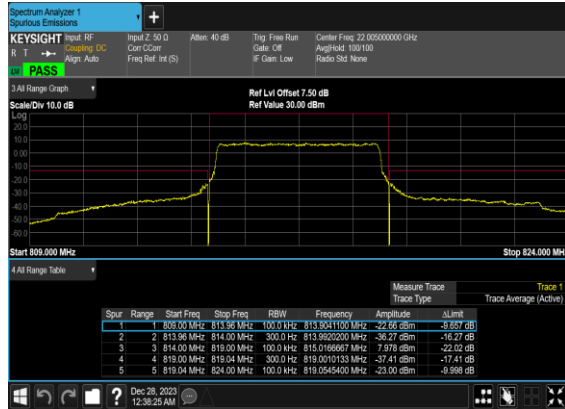 Spectrum Analyzer 1
Spurious Emissions
+
KEYSIGHT Input: RF Input Z: 50 Ω Atten: 40 dB Trig: Free Run Center Freq: 22.005000000 GHz
R T Coupling: DC Corr CCorr Gate: Off Avg|Hold: 100/100
Align: Auto Freq Ref: Int (S) IF Gain: Low Radio Std: None
PASS
3 All Range Graph
Ref Lvl Offset 7.50 dB
Scale/Div 10.0 dB Ref Value 30.00 dBm
Log
20.0
10.0
0.00
-10.0
-20.0
-30.0
-40.0
-50.0
-60.0
Start 809.000 MHz Stop 824.000 MH
4 All Range Table
Measure Trace Trace 1
Trace Type Trace Average (Active)
Spur Range Start Freq Stop Freq RBW Frequency Amplitude ΔLimit
1 1 809.00 MHz 813.96 MHz 100.0 kHz 813.9041100 MHz -22.66 dBm -9.657 dB
2 2 813.96 MHz 814.00 MHz 300.0 Hz 813.9920200 MHz -36.27 dBm -16.27 dB
3 3 814.00 MHz 819.00 MHz 100.0 kHz 815.0166667 MHz 7.978 dBm -22.02 dB
4 4 819.00 MHz 819.04 MHz 300.0 Hz 819.0010133 MHz -37.41 dBm -17.41 dB
5 5 819.04 MHz 824.00 MHz 100.0 kHz 819.0545400 MHz -23.00 dBm -9.998 dB
? Dec 28, 2023
12:38:25 AM